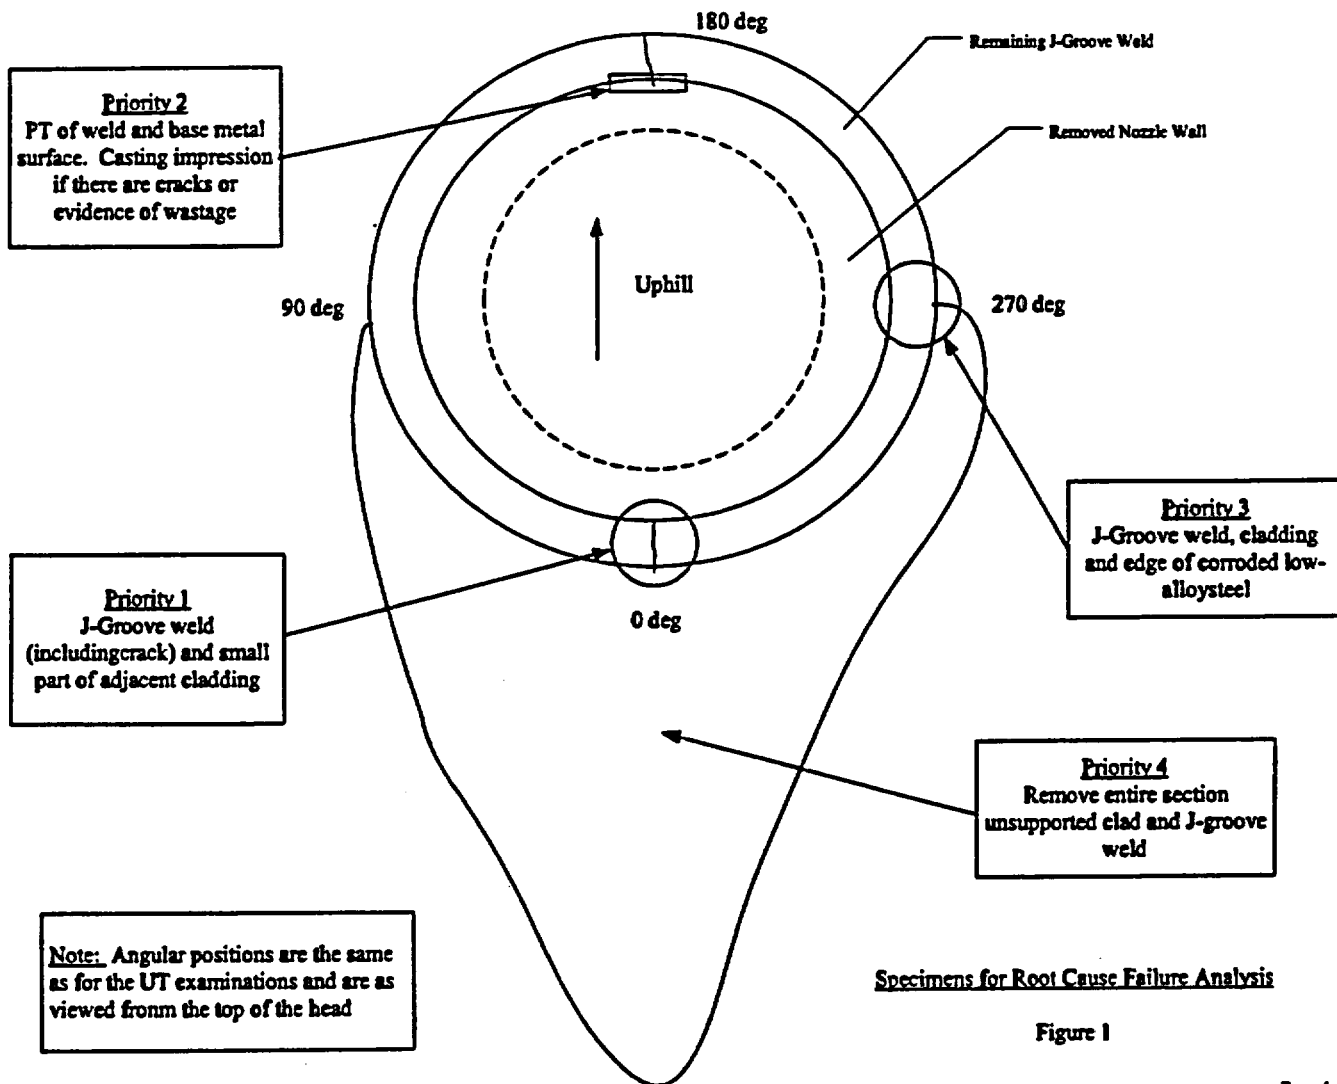 180 deg
Remaining J-Groove Weld
Priority 2
PT of weld and base metal
surface. Casting impression
if there are cracks or
evidence of wastage
Removed Nozzle Wall
Uphill
90 deg
270 deg
Priority 3
J-Groove weld, cladding
and edge of corroded low-
alloysteel
Priority 1
J-Groove weld
(includingcrack) and small
part of adjacent cladding
0 deg
Priority 4
Remove entire section
unsupported clad and J-groove
weld
Note: Angular positions are the same
as for the UT examinations and are as
viewed fronm the top of the head
Specimens for Root Cause Failure Analysis
Figure 1